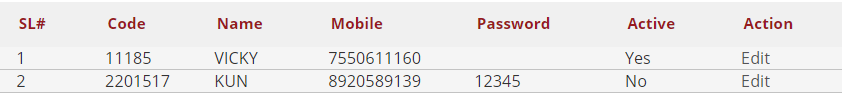 SL# Code Name Mobile Password Active Action
1 11185 VICKY 7550611160 Yes Edit
2 2201517 KUN 8920589139 12345 No Edit